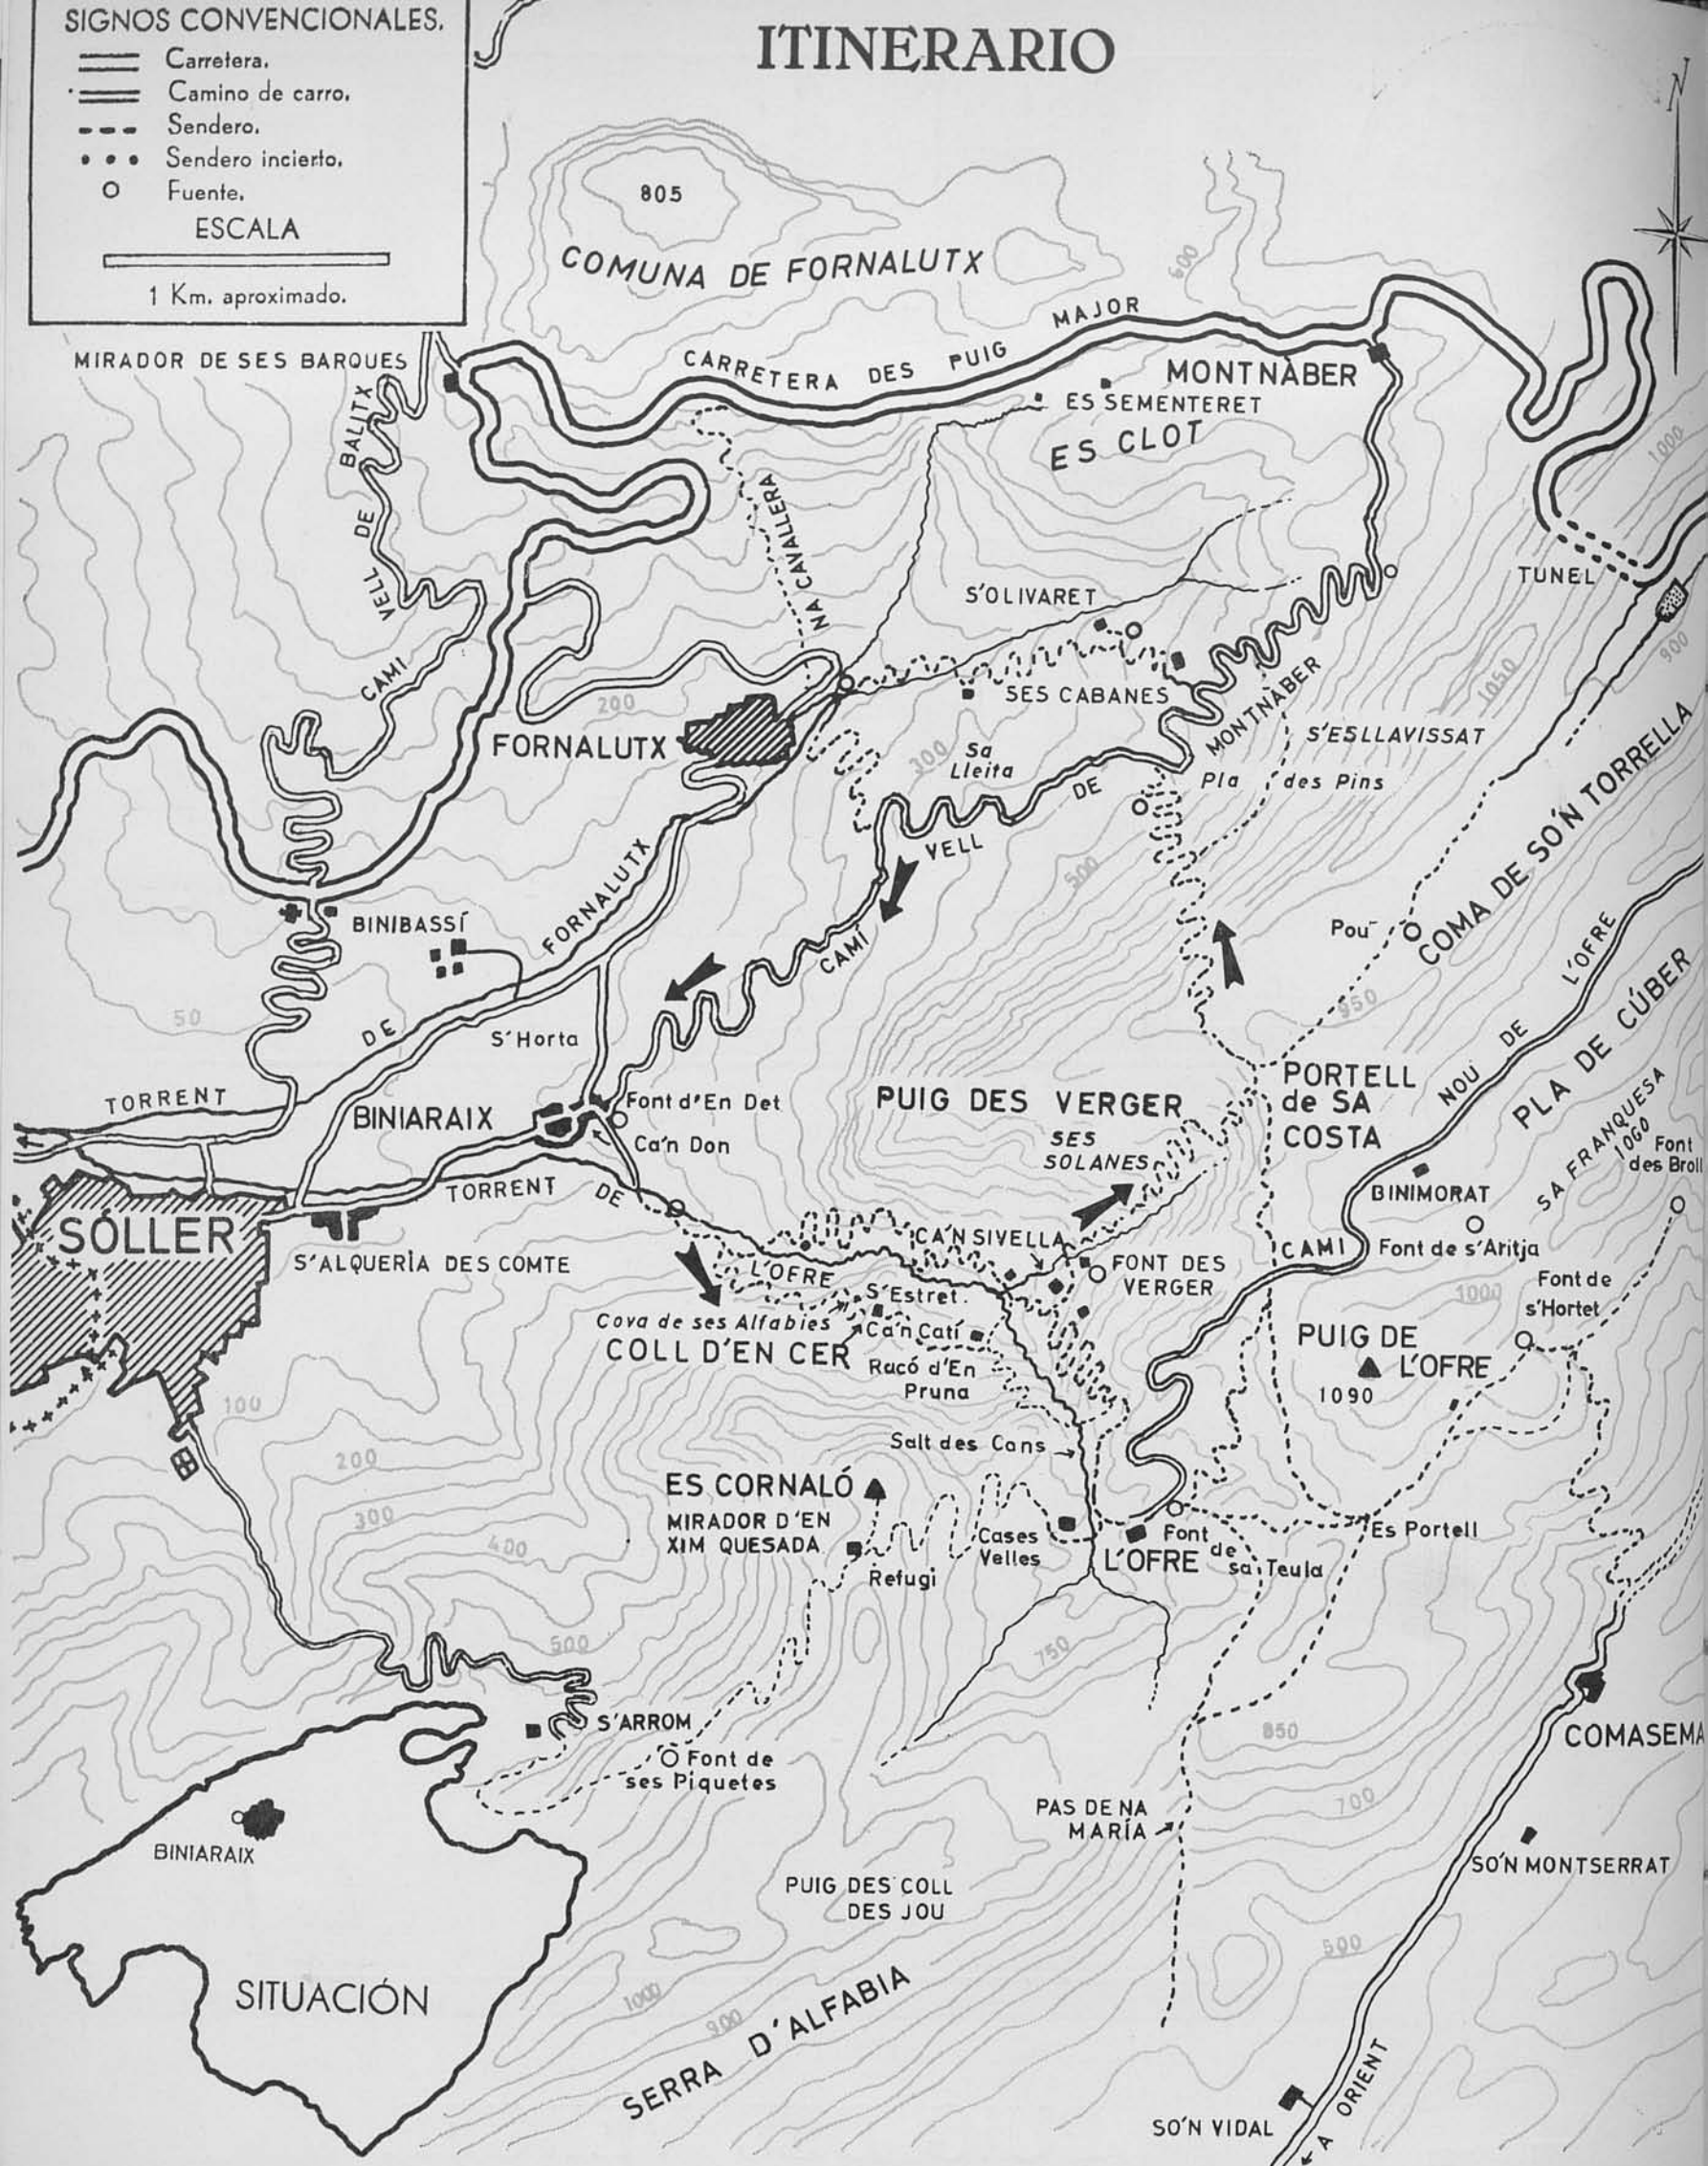 SIGNOS CONVENCIONALES.
Carretera.
Camino de carro.
Sendero.
Sendero incierto.
Fuente.
ESCALA
1 Km. aproximado.
ITINERARIO
N
805
COMUNA DE FORNALUTX
600
MIRADOR DE SES BARQUES
CARRETERA DES PUIG MAJOR
MONTNÀBER
ES SEMENTERET
ES CLOT
1000
CAMI VELL DE BALITX
NA CAVALLERA
TUNEL
S'OLIVARET
900
1050
SES CABANES
200
FORNALUTX
300
Sa
Lleita
S'ESLLAVISSAT
Pla des Pins
CAMÍ VELL DE MONTNÀBER
500
Pou
COMA DE SO'N TORRELLA
BINIBASSÍ
TORRENT DE FORNALUTX
50
S'Horta
950
CAMI NOU DE L'OFRE
PLA DE CÚBER
BINIARAIX
Font d'En Det
Ca'n Don
PUIG DES VERGER
SES
SOLANES
PORTELL
de SA
COSTA
SA FRANQUESA
1060
Font
des Broll
BINIMORAT
Font de s'Aritja
TORRENT DE L'OFRE
SÓLLER
S'ALQUERÌA DES COMTE
CA'N SIVELLA
FONT DES
VERGER
S'Estret
Cova de ses Alfabies
COLL D'EN CER
Ca'n Catí
Racó d'En
Pruna
1000
Font de
s'Hortet
PUIG DE
L'OFRE
1090
100
200
300
400
500
Salt des Cans
ES CORNALÓ
MIRADOR D'EN
XIM QUESADA
Refugi
Cases
Velles
L'OFRE
Font
de
sa Teula
Es Portell
750
S'ARROM
Font de
ses Piquetes
850
COMASEMA
700
PAS DE NA
MARÍA
SO'N MONTSERRAT
BINIARAIX
SITUACIÓN
PUIG DES COLL
DES JOU
500
1000
900
SERRA D'ALFABIA
SO'N VIDAL
A ORIENT